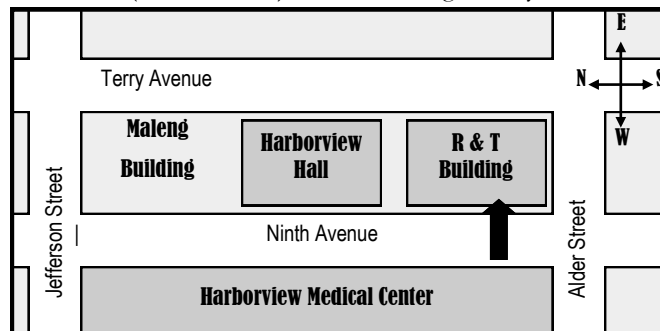 E
Terry Avenue
N
S
W
Maleng
Building
Harborview
Hall
R & T
Building
Jefferson Street
Ninth Avenue
Alder Street
Harborview Medical Center